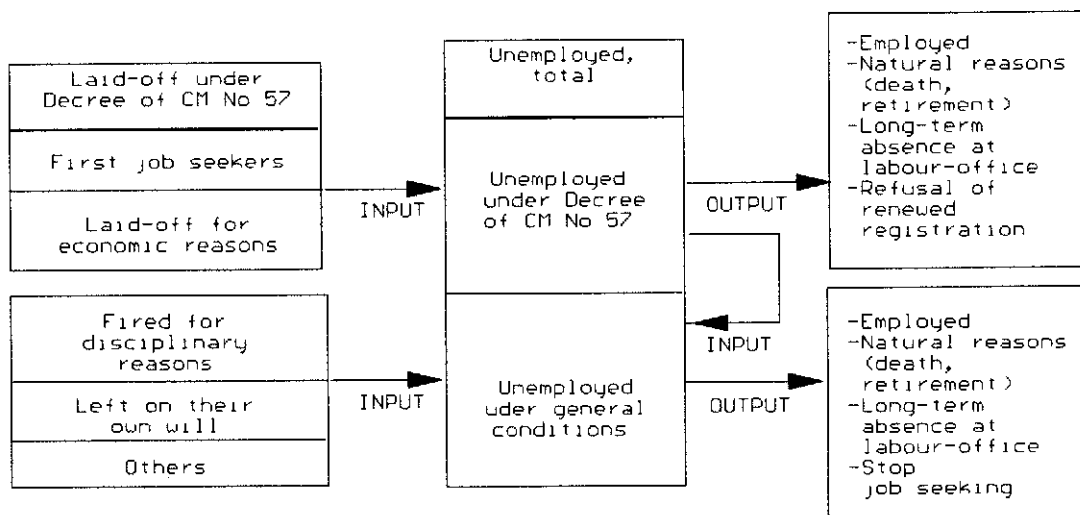 Laid-off under
Decree of CM No 57
First job seekers
Laid-off for
economic reasons
Fired for
disciplinary
reasons
Left on their
own will
Others
INPUT
INPUT
Unemployed,
total
Unemployed
under Decree
of CM No 57
Unemployed
uder general
conditions
OUTPUT
INPUT
OUTPUT
-Employed
-Natural reasons
(death,
retirement)
-Long-term
absence at
labour-office
-Refusal of
renewed
registration
-Employed
-Natural reasons
(death,
retirement)
-Long-term
absence at
labour-office
-Stop
job seeking